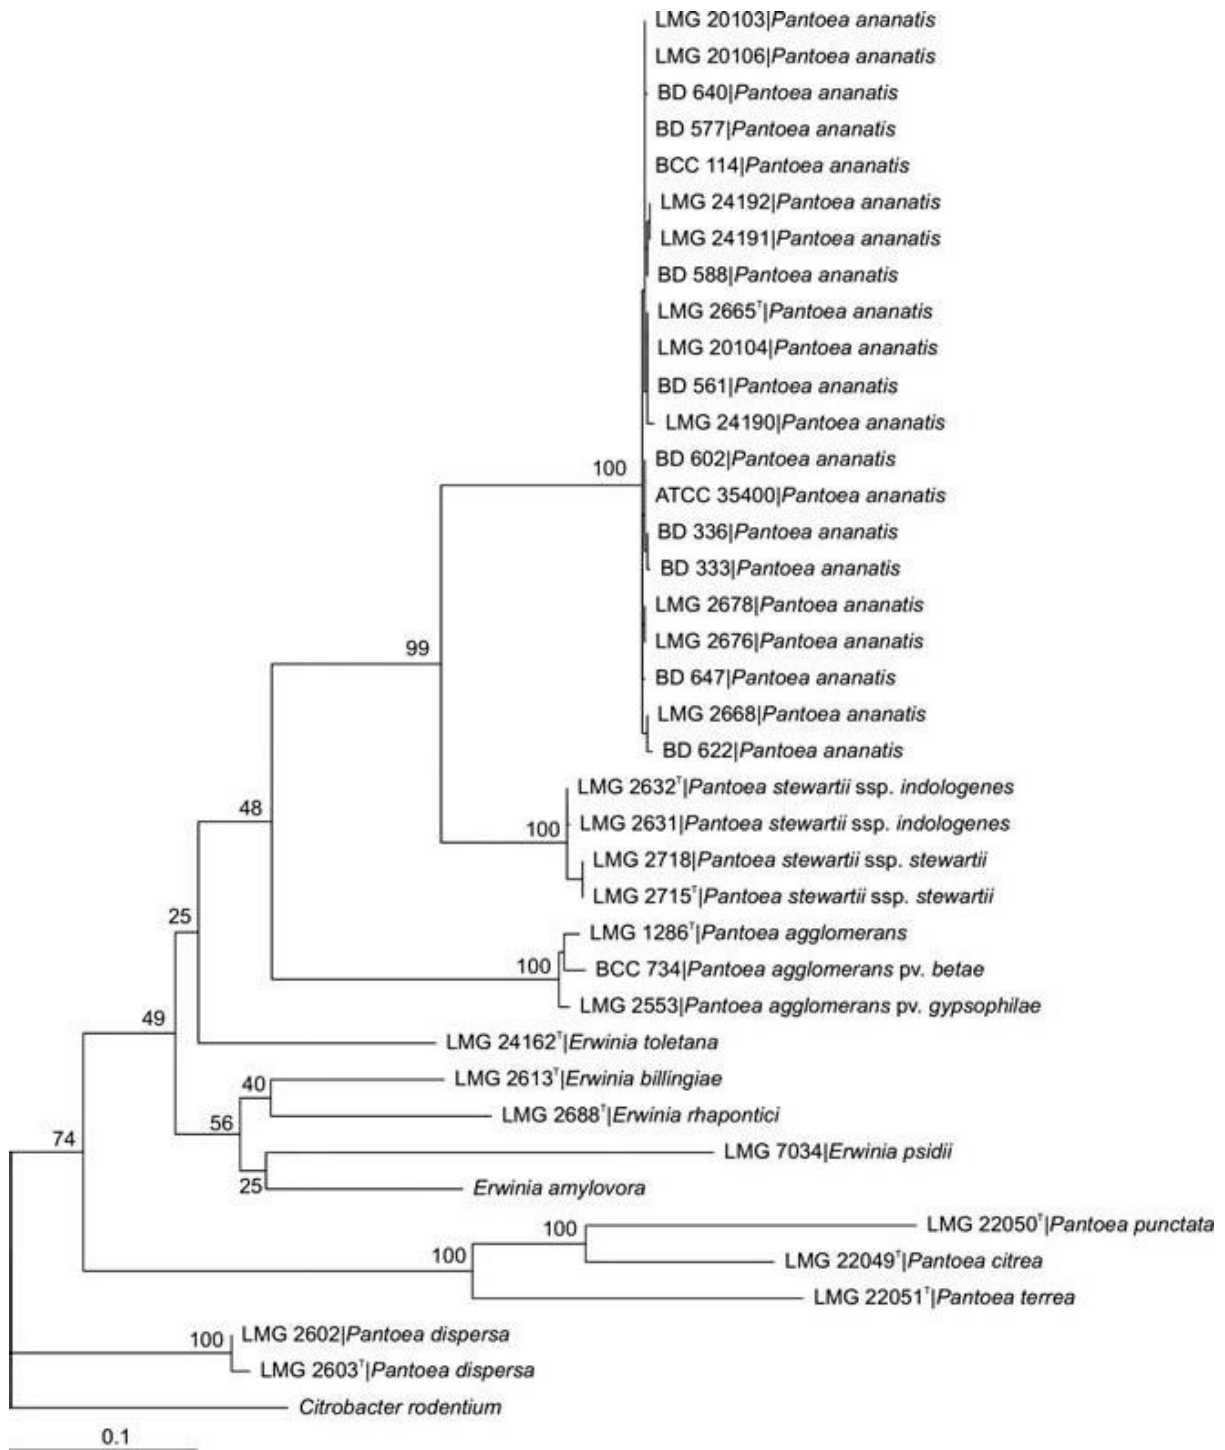 LMG 20103|Pantoea ananatis
LMG 20106|Pantoea ananatis
BD 640|Pantoea ananatis
BD 577|Pantoea ananatis
BCC 114|Pantoea ananatis
LMG 24192|Pantoea ananatis
LMG 24191|Pantoea ananatis
BD 588|Pantoea ananatis
LMG 2665ᵀ|Pantoea ananatis
LMG 20104|Pantoea ananatis
BD 561|Pantoea ananatis
LMG 24190|Pantoea ananatis
BD 602|Pantoea ananatis
100
ATCC 35400|Pantoea ananatis
BD 336|Pantoea ananatis
BD 333|Pantoea ananatis
LMG 2678|Pantoea ananatis
LMG 2676|Pantoea ananatis
99
BD 647|Pantoea ananatis
LMG 2668|Pantoea ananatis
BD 622|Pantoea ananatis
LMG 2632ᵀ|Pantoea stewartii ssp. indologenes
48
LMG 2631|Pantoea stewartii ssp. indologenes
100
LMG 2718|Pantoea stewartii ssp. stewartii
LMG 2715ᵀ|Pantoea stewartii ssp. stewartii
25
LMG 1286ᵀ|Pantoea agglomerans
100
BCC 734|Pantoea agglomerans pv. betae
LMG 2553|Pantoea agglomerans pv. gypsophilae
49
LMG 24162ᵀ|Erwinia toletana
40
LMG 2613ᵀ|Erwinia billingiae
LMG 2688ᵀ|Erwinia rhapontici
56
74
LMG 7034|Erwinia psidii
25
Erwinia amylovora
100
LMG 22050ᵀ|Pantoea punctata
100
LMG 22049ᵀ|Pantoea citrea
LMG 22051ᵀ|Pantoea terrea
100
LMG 2602|Pantoea dispersa
LMG 2603ᵀ|Pantoea dispersa
Citrobacter rodentium
0.1